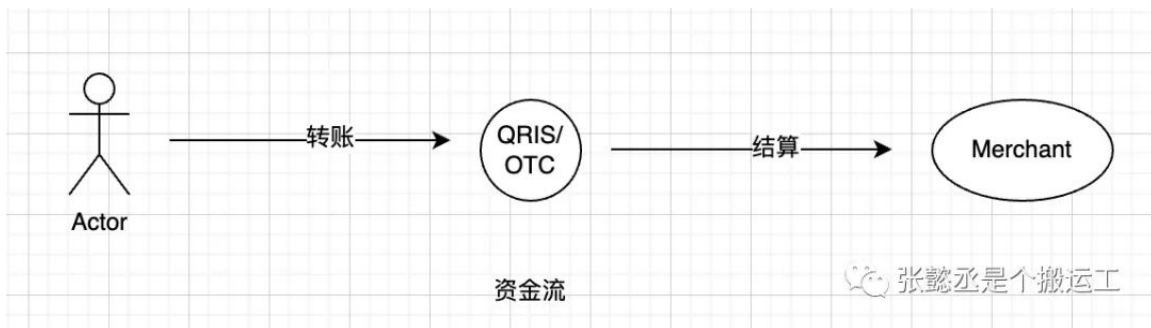 转账
QRIS/
OTC
结算
Merchant
Actor
资金流
张懿丞是个搬运工